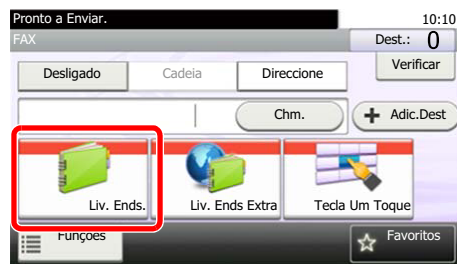 Pronto a Enviar.
10:10
FAX
Dest.: 0
Desligado
Cadeia
Direccione
Verificar
Chm.
+ Adic.Dest
Liv. Ends.
Liv. Ends Extra
Tecla Um Toque
Funções
Favoritos